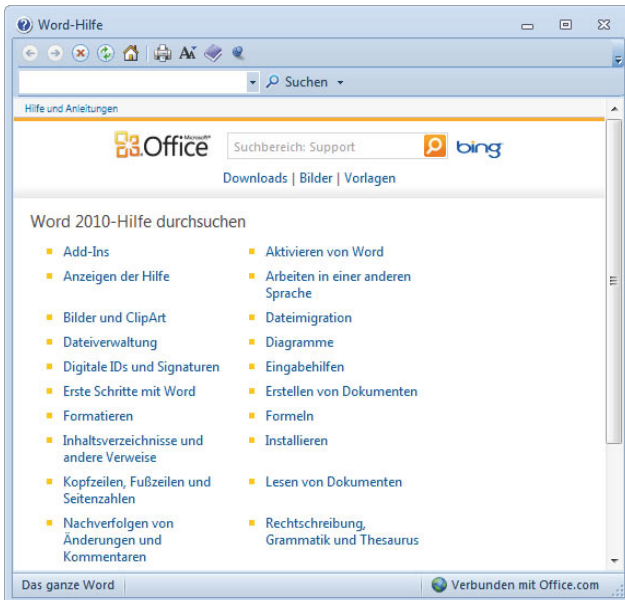 Word-Hilfe
Suchen
Hilfe und Anleitungen
Microsoft®
Office
Suchbereich: Support
bing
Downloads | Bilder | Vorlagen
Word 2010-Hilfe durchsuchen
Add-Ins
Aktivieren von Word
Anzeigen der Hilfe
Arbeiten in einer anderen
Sprache
Bilder und ClipArt
Dateimigration
Dateiverwaltung
Diagramme
Digitale IDs und Signaturen
Eingabehilfen
Erste Schritte mit Word
Erstellen von Dokumenten
Formatieren
Formeln
Inhaltsverzeichnisse und
andere Verweise
Installieren
Kopfzeilen, Fußzeilen und
Seitenzahlen
Lesen von Dokumenten
Nachverfolgen von
Änderungen und
Kommentaren
Rechtschreibung,
Grammatik und Thesaurus
Das ganze Word
Verbunden mit Office.com